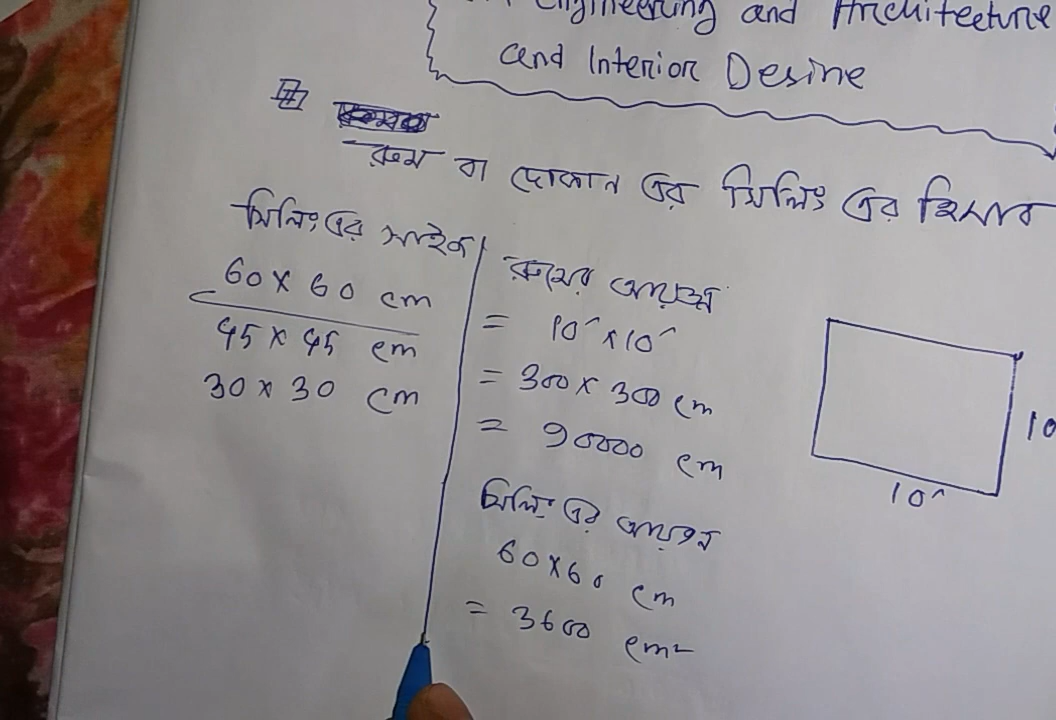 Engineering and Architecture
and Interior Desine
রুম বা দোকান এর সিলিং এর হিসাব
সিলিং এর সাইজ
60 x 60 cm
45 x 45 cm
30 x 30 cm
রুমের আয়তন
= 10' x 10'
= 300 x 300 cm
= 90000 cm
সিলিং এর আয়তন
60 x 60 cm
= 3600 cm²
10
10'